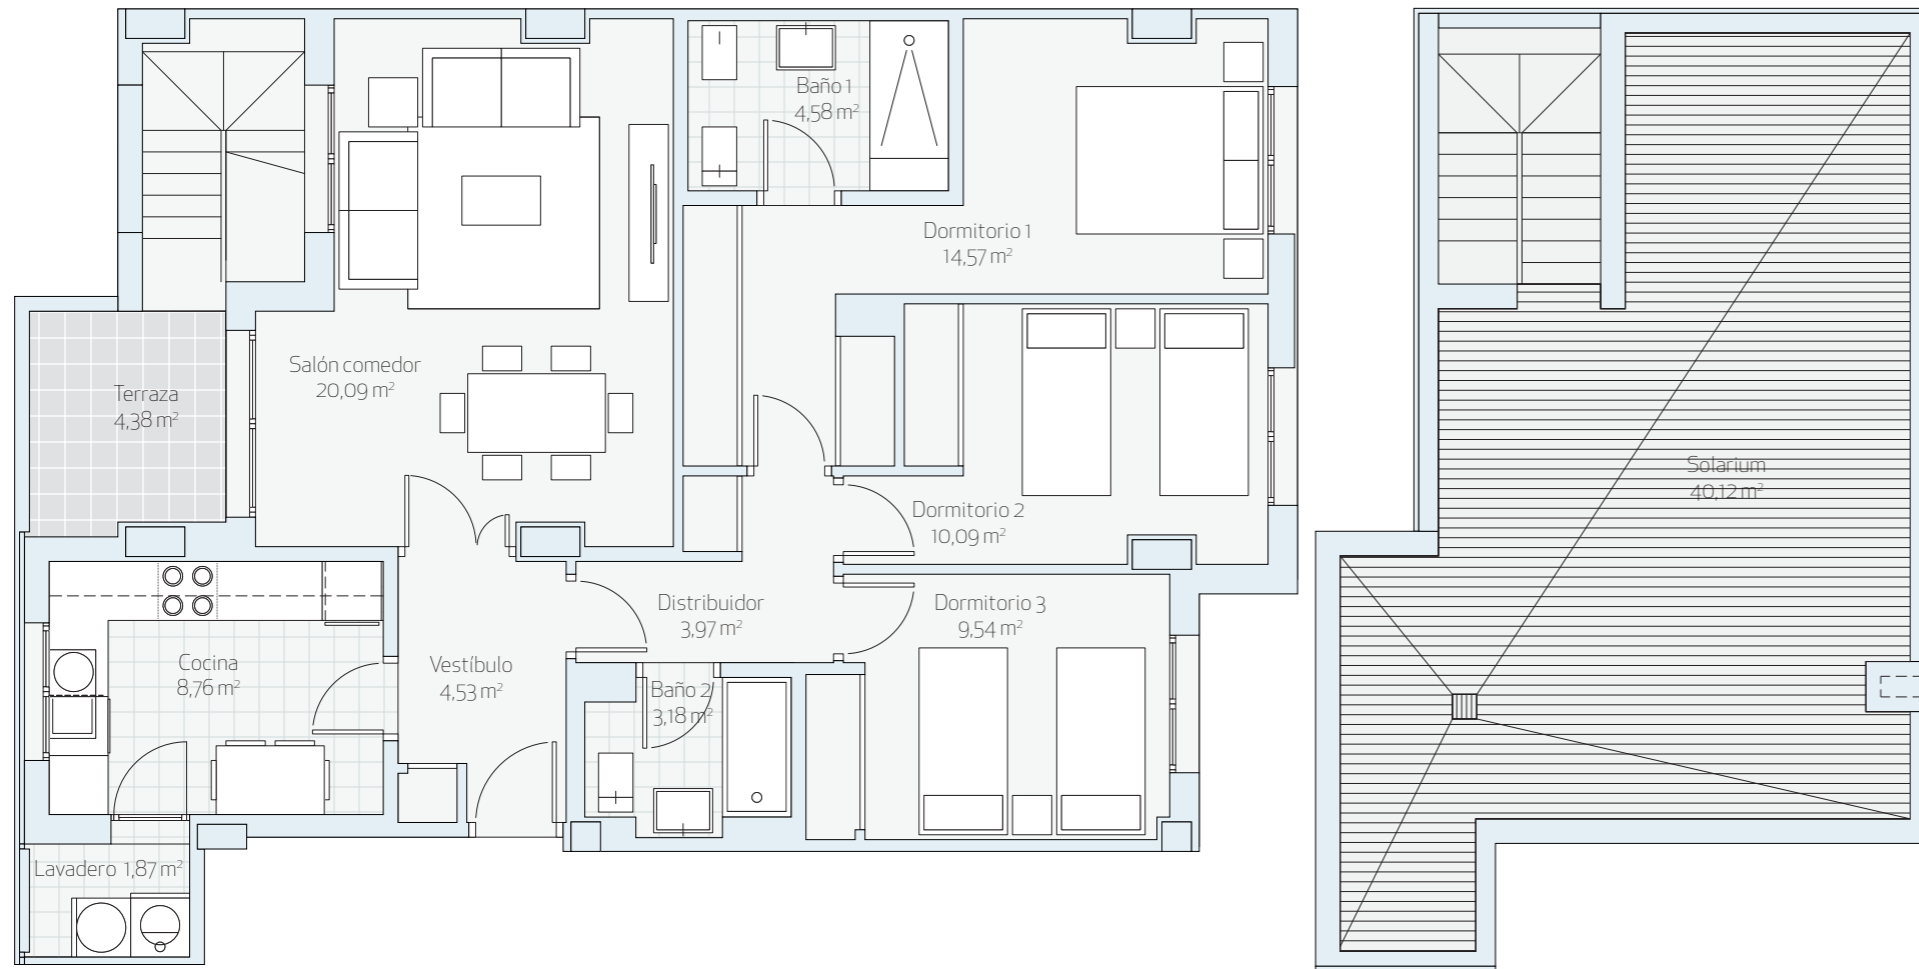 Baño 1
4,58 m²
Dormitorio 1
14,57 m²
Salón comedor
20,09 m²
Terraza
4,38 m²
Solarium
40,12 m²
Dormitorio 2
10,09 m²
Distribuidor
3,97 m²
Dormitorio 3
9,54 m²
Cocina
8,76 m²
Vestíbulo
4,53 m²
Baño 2
3,18 m²
Lavadero 1,87 m²